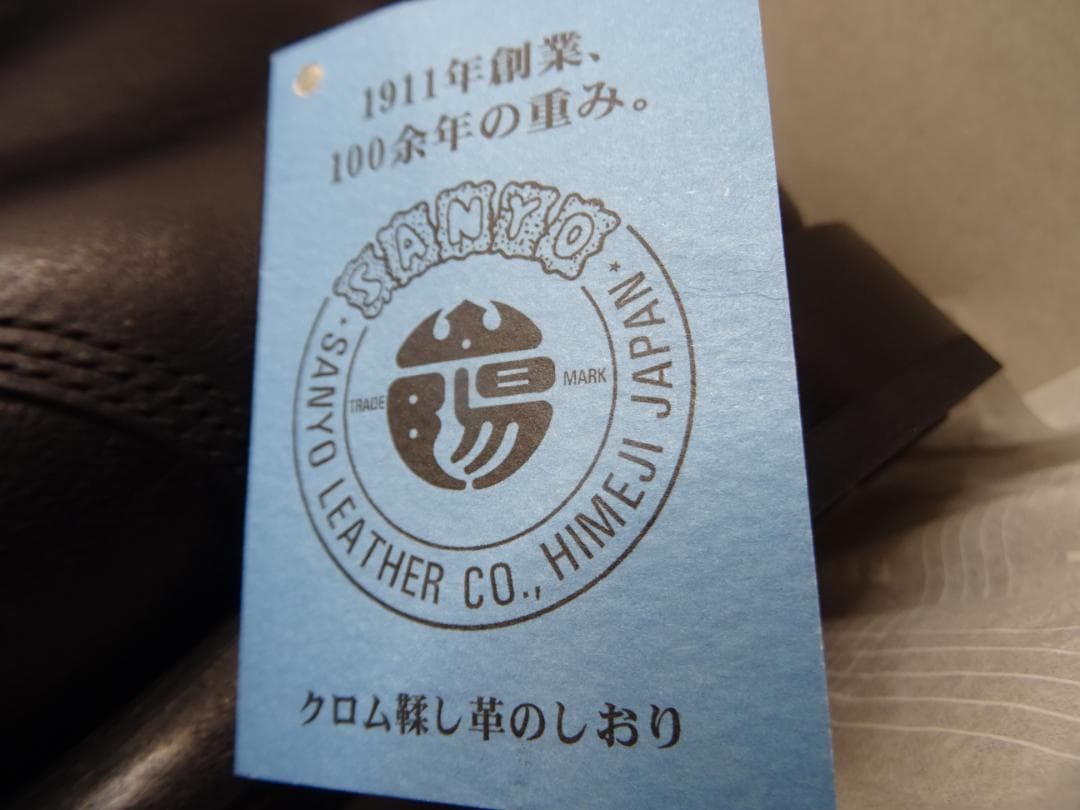 1911年創業、
100余年の重み。
SANYO
TRADE MARK
・SANYO LEATHER CO., HIMEJI JAPAN・
クロム鞣し革のしおり